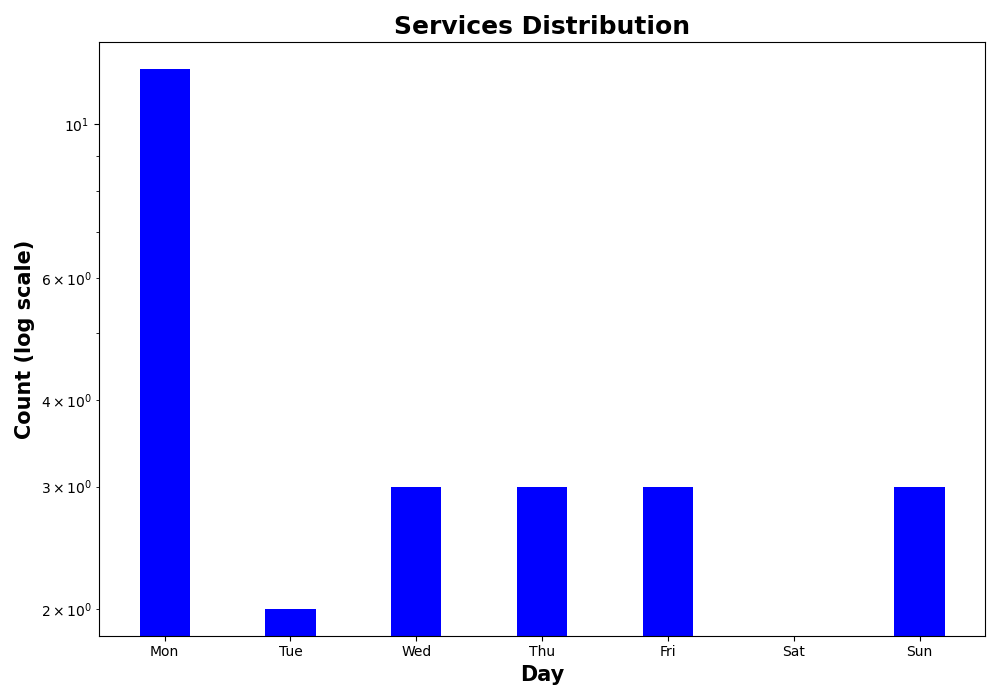 Services Distribution
Count (log scale)
10¹
6 × 10⁰
4 × 10⁰
3 × 10⁰
2 × 10⁰
Mon Tue Wed Thu Fri Sat Sun
Day